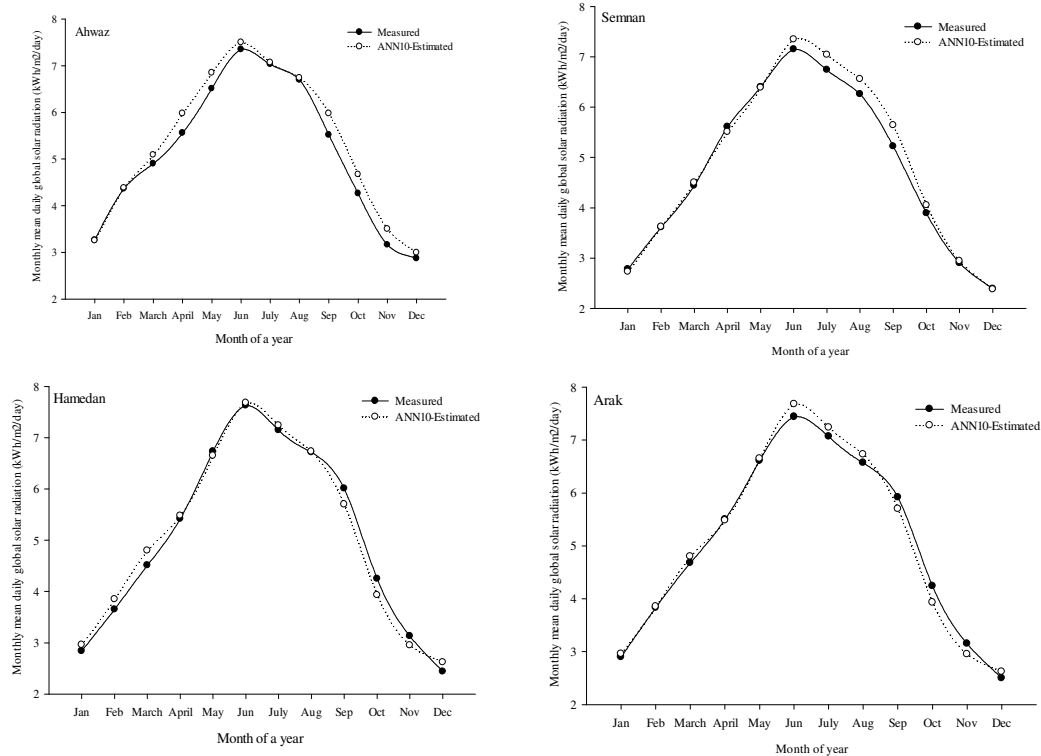 Ahwaz
Measured
ANN10-Estimated
Monthly mean daily global solar radiation (kWh/m2/day)
8
7
6
5
4
3
2
Jan Feb March April May Jun July Aug Sep Oct Nov Dec
Month of a year
Semnan
Measured
ANN10-Estimated
Monthly mean daily global solar radiation (kWh/m2/day)
8
7
6
5
4
3
2
Jan Feb March April May Jun July Aug Sep Oct Nov Dec
Month of a year
Hamedan
Measured
ANN10-Estimated
Monthly mean daily global solar radiation (kWh/m2/day)
8
7
6
5
4
3
2
Jan Feb March April May Jun July Aug Sep Oct Nov Dec
Month of a year
Arak
Measured
ANN10-Estimated
Monthly mean daily global solar radiation (kWh/m2/day)
8
7
6
5
4
3
2
Jan Feb March April May Jun July Aug Sep Oct Nov Dec
Month of year